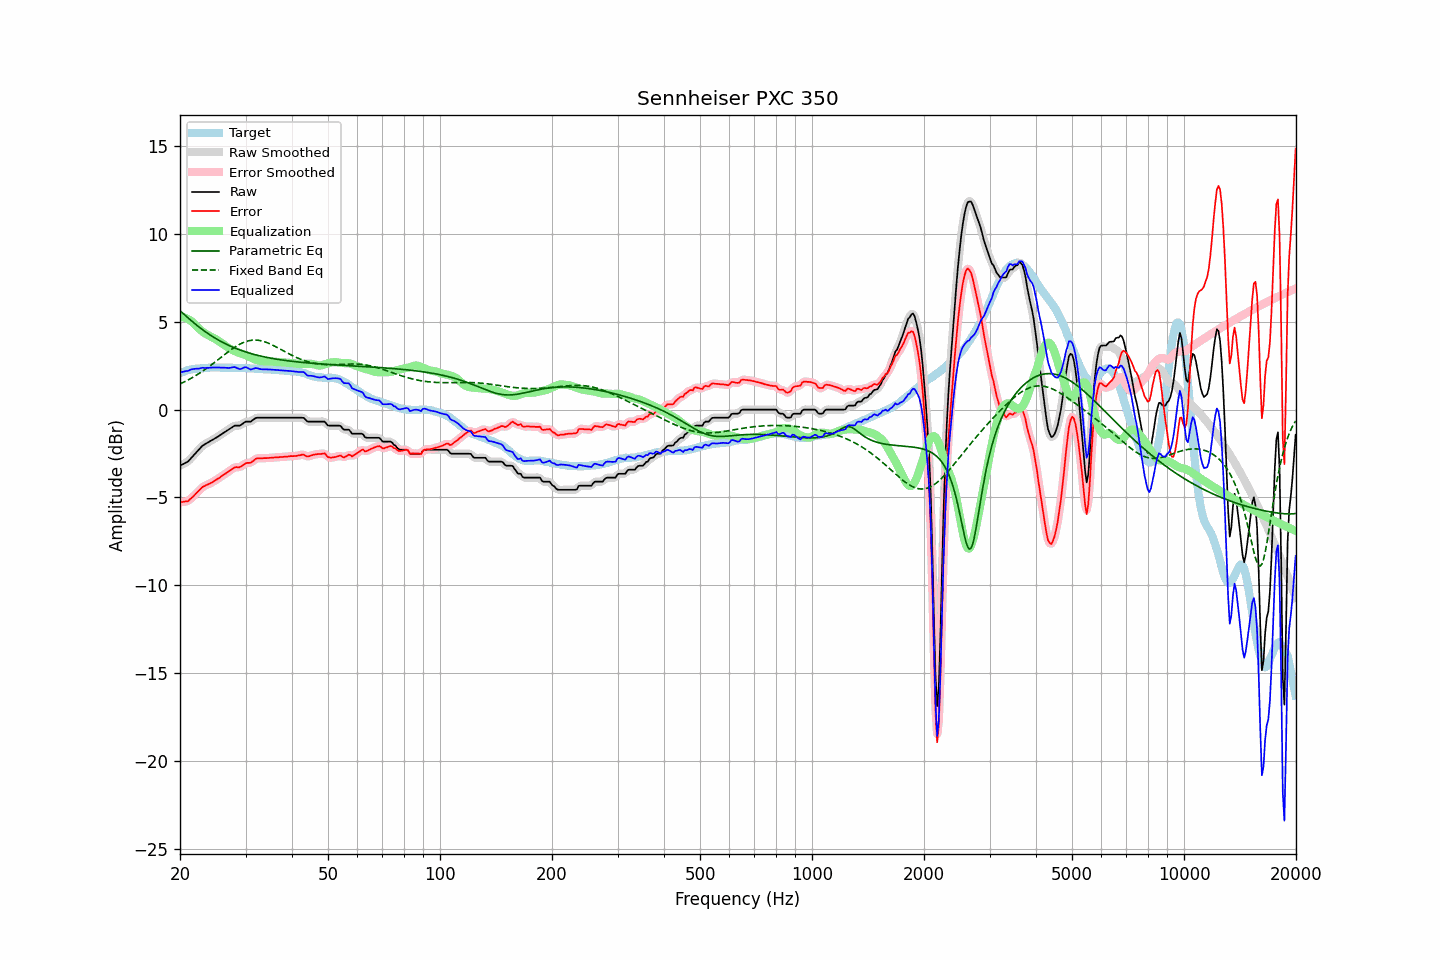 Sennheiser PXC 350
Target
Raw Smoothed
Error Smoothed
Raw
Error
Equalization
Parametric Eq
Fixed Band Eq
Equalized
Amplitude (dBr)
15
10
5
0
−5
−10
−15
−20
−25
20 50 100 200 500 1000 2000 5000 10000 20000
Frequency (Hz)